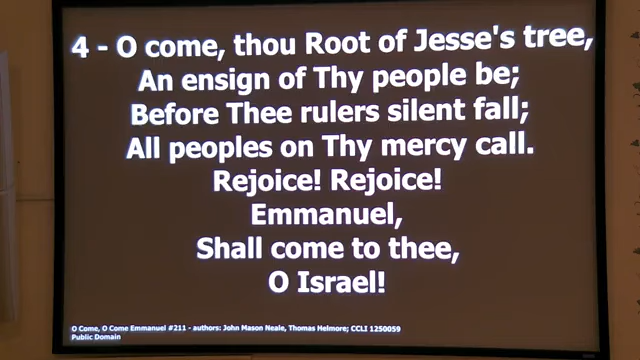 4 - O come, thou Root of Jesse's tree,
An ensign of Thy people be;
Before Thee rulers silent fall;
All peoples on Thy mercy call.
Rejoice! Rejoice!
Emmanuel,
Shall come to thee,
O Israel!
O Come, O Come Emmanuel #211 - authors: John Mason Neale, Thomas Helmore; CCLI 1250059
Public Domain